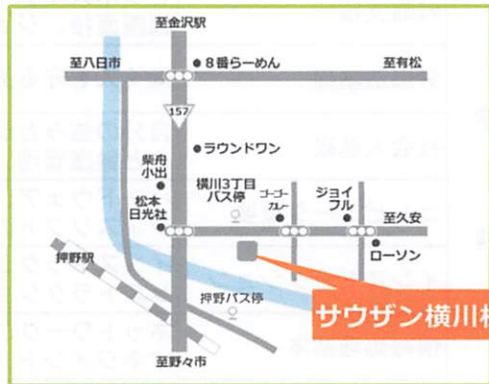 至金沢駅
至八日市
8番らーめん
至有松
157
ラウンドワン
柴舟
小出
横川3丁目
バス停
ゴーゴー
カレー
ジョイ
フル
松本
日光社
至久安
ローソン
押野駅
押野バス停
サウザン横川
至野々市